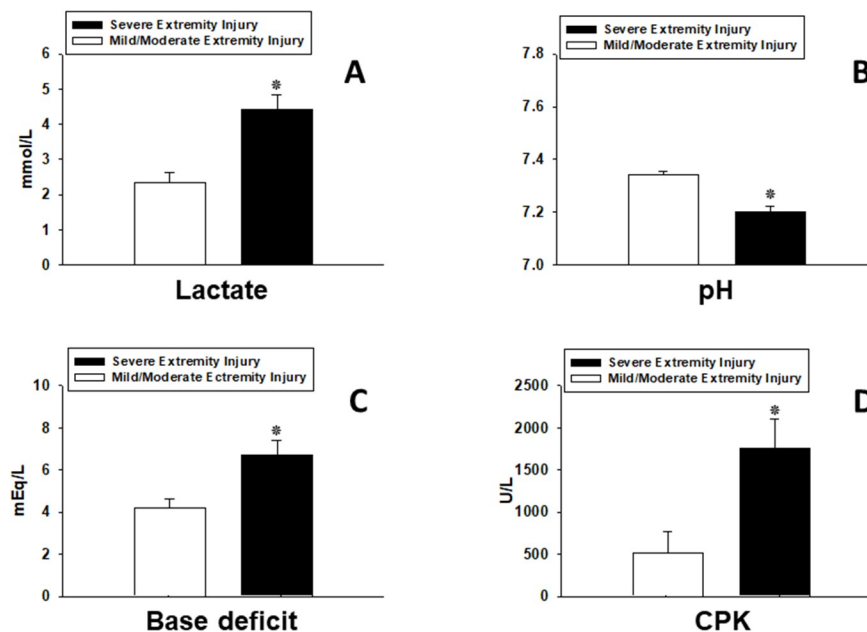 Severe Extremity Injury
Mild/Moderate Extremity Injury
A
6
5
4
3
2
1
0
mmol/L
*
Lactate
Severe Extremity Injury
Mild/Moderate Extremity Injury
B
7.8
7.6
7.4
7.2
7.0
*
pH
Severe Extremity Injury
Mild/Moderate Ectremity Injury
C
10
8
6
4
2
0
mEq/L
*
Base deficit
Severe Extremity Injury
Mild/Moderate Extremity Injury
D
2500
2000
1500
1000
500
0
U/L
*
CPK